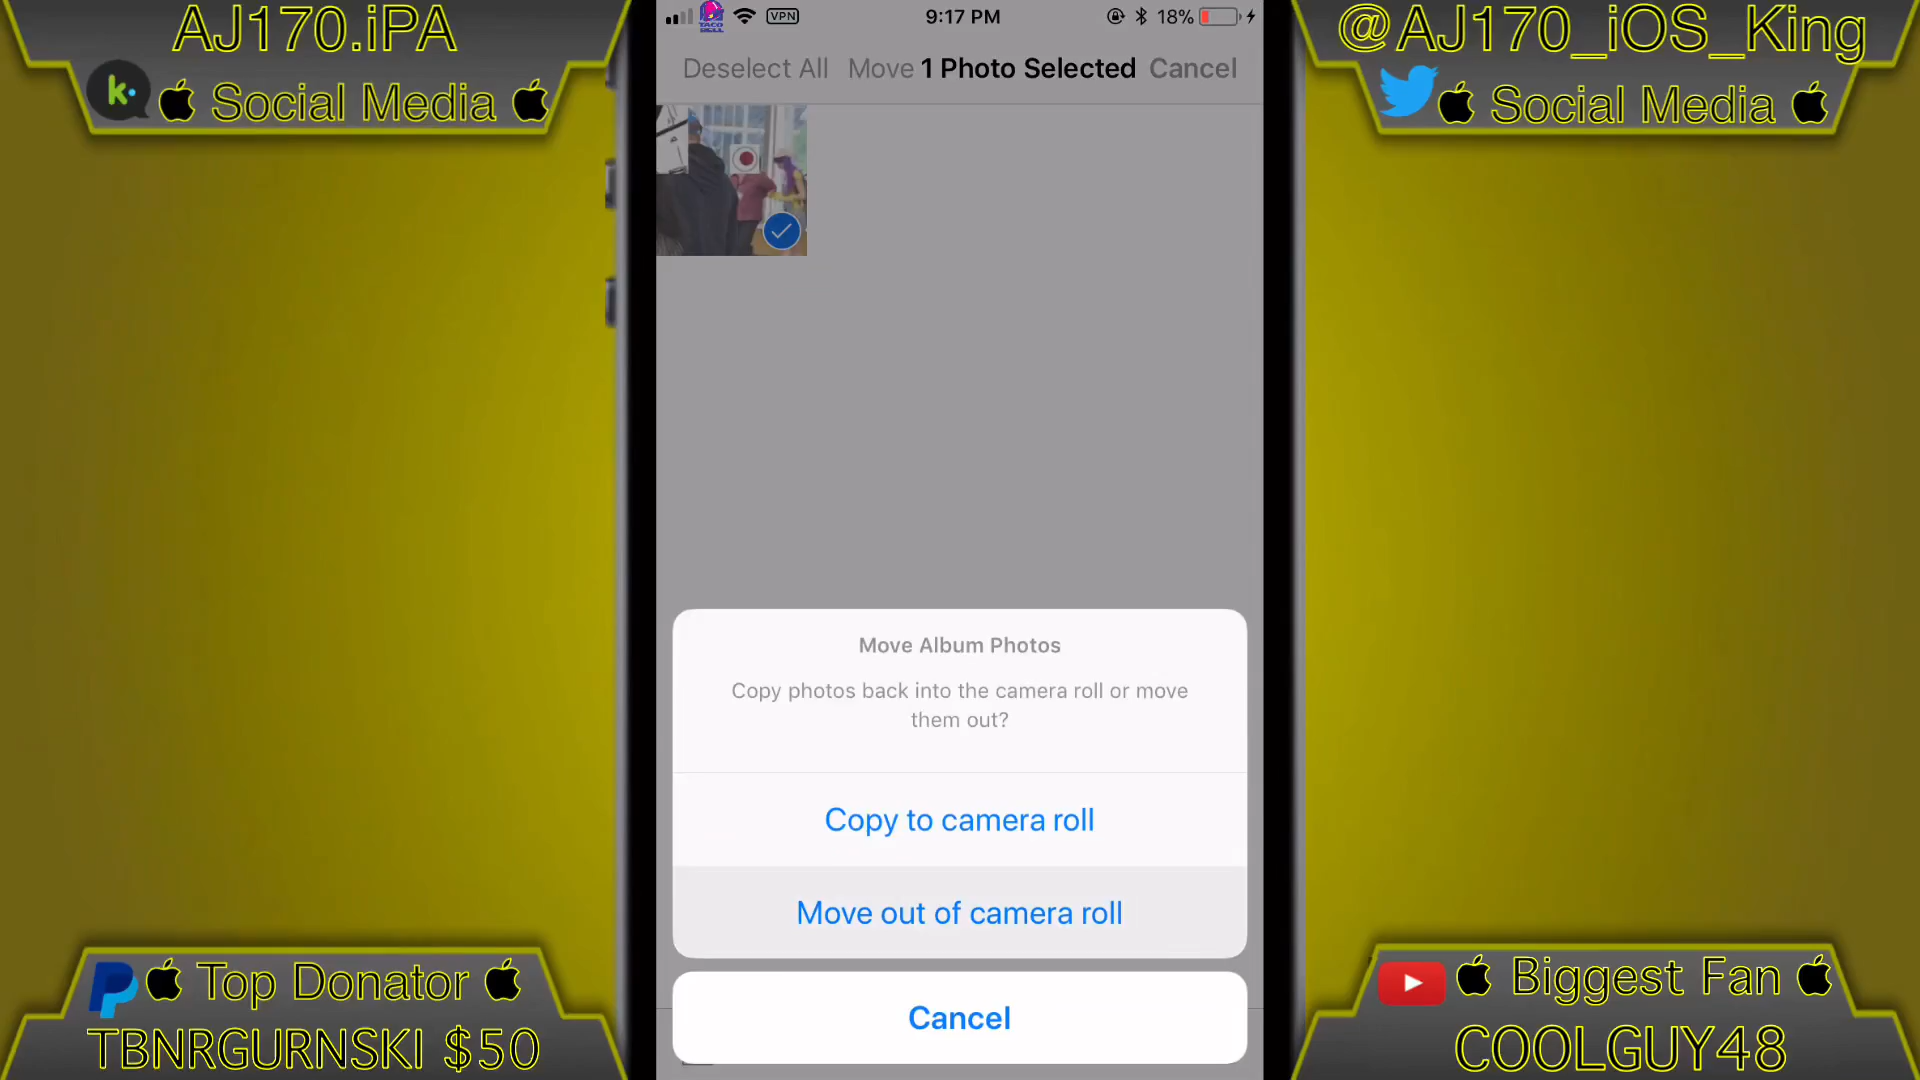 AJ170.iPA
k.
Social Media
@AJ170_iOS_King
Social Media
TACO BELL
VPN
9:17 PM
18%
Deselect All
Move
1 Photo Selected
Cancel
Move Album Photos
Copy photos back into the camera roll or move
them out?
Copy to camera roll
Move out of camera roll
Cancel
Top Donator
TBNRGURNSKI $50
Biggest Fan
COOLGUY48